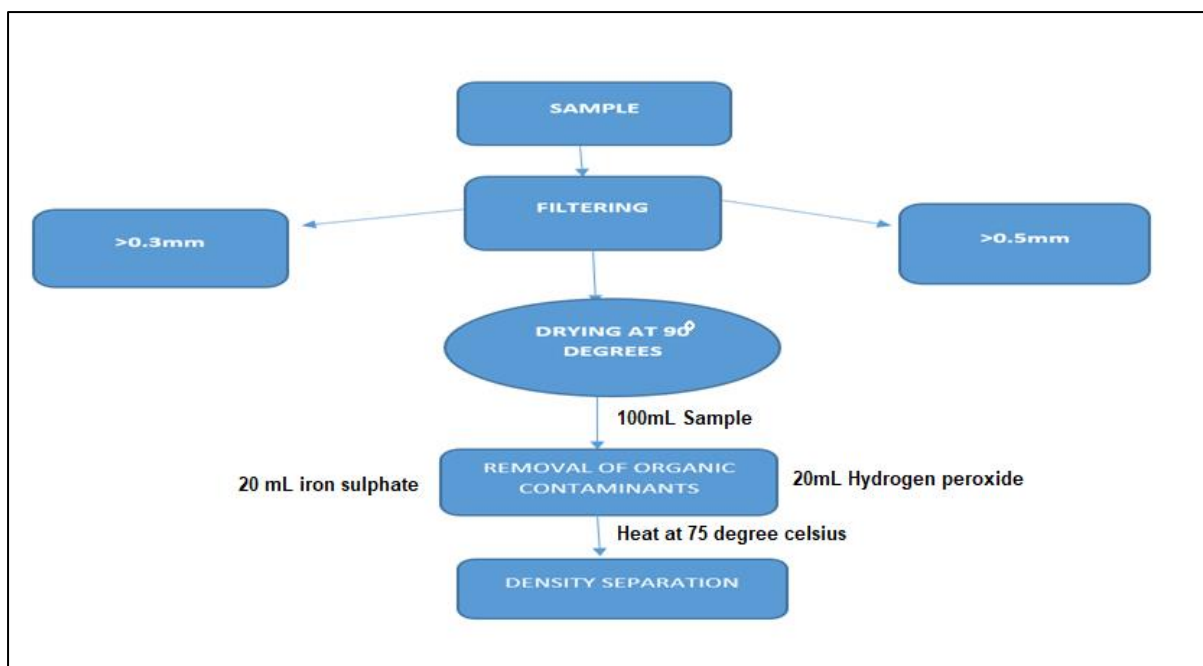 SAMPLE
FILTERING
>0.3mm
>0.5mm
DRYING AT 90°
DEGREES
100mL Sample
REMOVAL OF ORGANIC
CONTAMINANTS
20 mL iron sulphate
20mL Hydrogen peroxide
Heat at 75 degree celsius
DENSITY SEPARATION